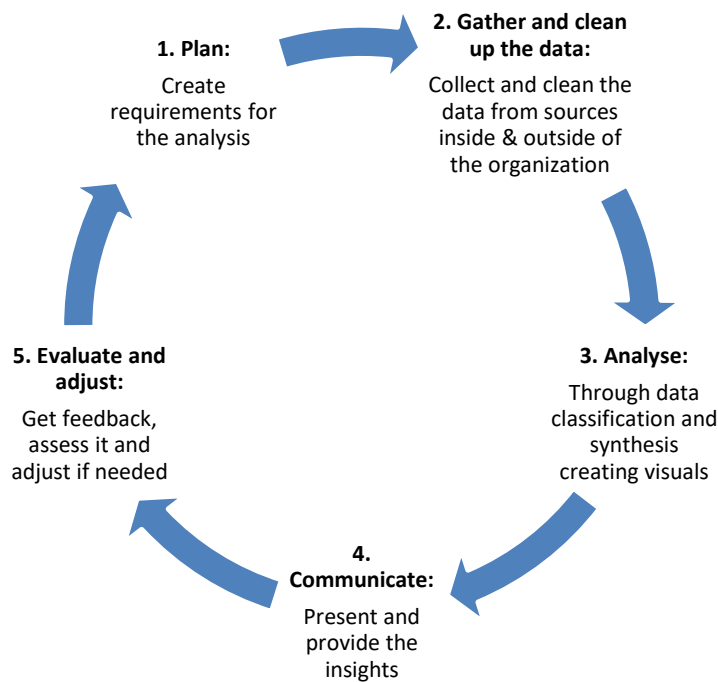 1. Plan:
Create
requirements for
the analysis
2. Gather and clean
up the data:
Collect and clean the
data from sources
inside & outside of
the organization
3. Analyse:
Through data
classification and
synthesis
creating visuals
4.
Communicate:
Present and
provide the
insights
5. Evaluate and
adjust:
Get feedback,
assess it and
adjust if needed